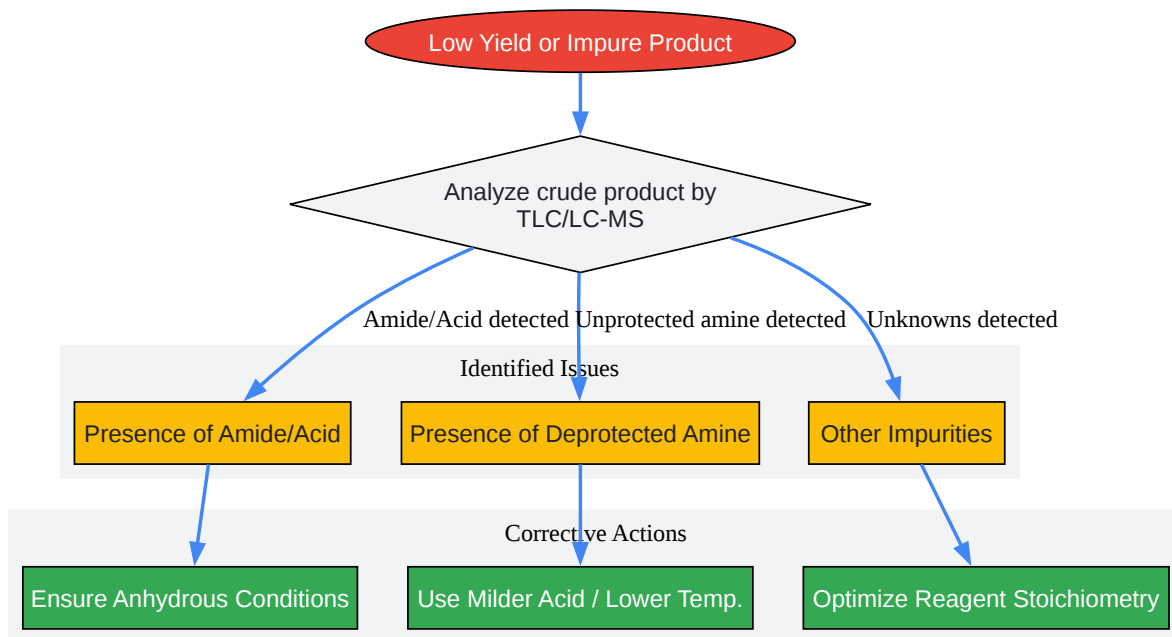 Low Yield or Impure Product
Analyze crude product by
TLC/LC-MS
Amide/Acid detected
Unprotected amine detected
Unknowns detected
Identified Issues
Presence of Amide/Acid
Presence of Deprotected Amine
Other Impurities
Corrective Actions
Ensure Anhydrous Conditions
Use Milder Acid / Lower Temp.
Optimize Reagent Stoichiometry